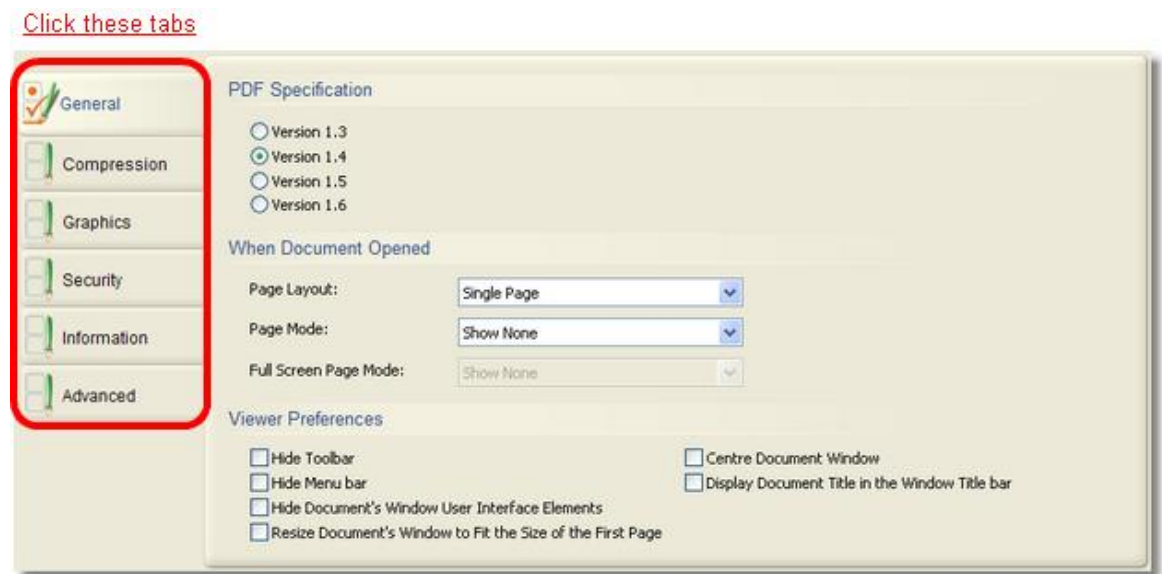 Click these tabs
General
Compression
Graphics
Security
Information
Advanced
PDF Specification
Version 1.3
Version 1.4
Version 1.5
Version 1.6
When Document Opened
Page Layout: Single Page
Page Mode: Show None
Full Screen Page Mode: Show None
Viewer Preferences
Hide Toolbar
Hide Menu bar
Hide Document's Window User Interface Elements
Resize Document's Window to Fit the Size of the First Page
Centre Document Window
Display Document Title in the Window Title bar